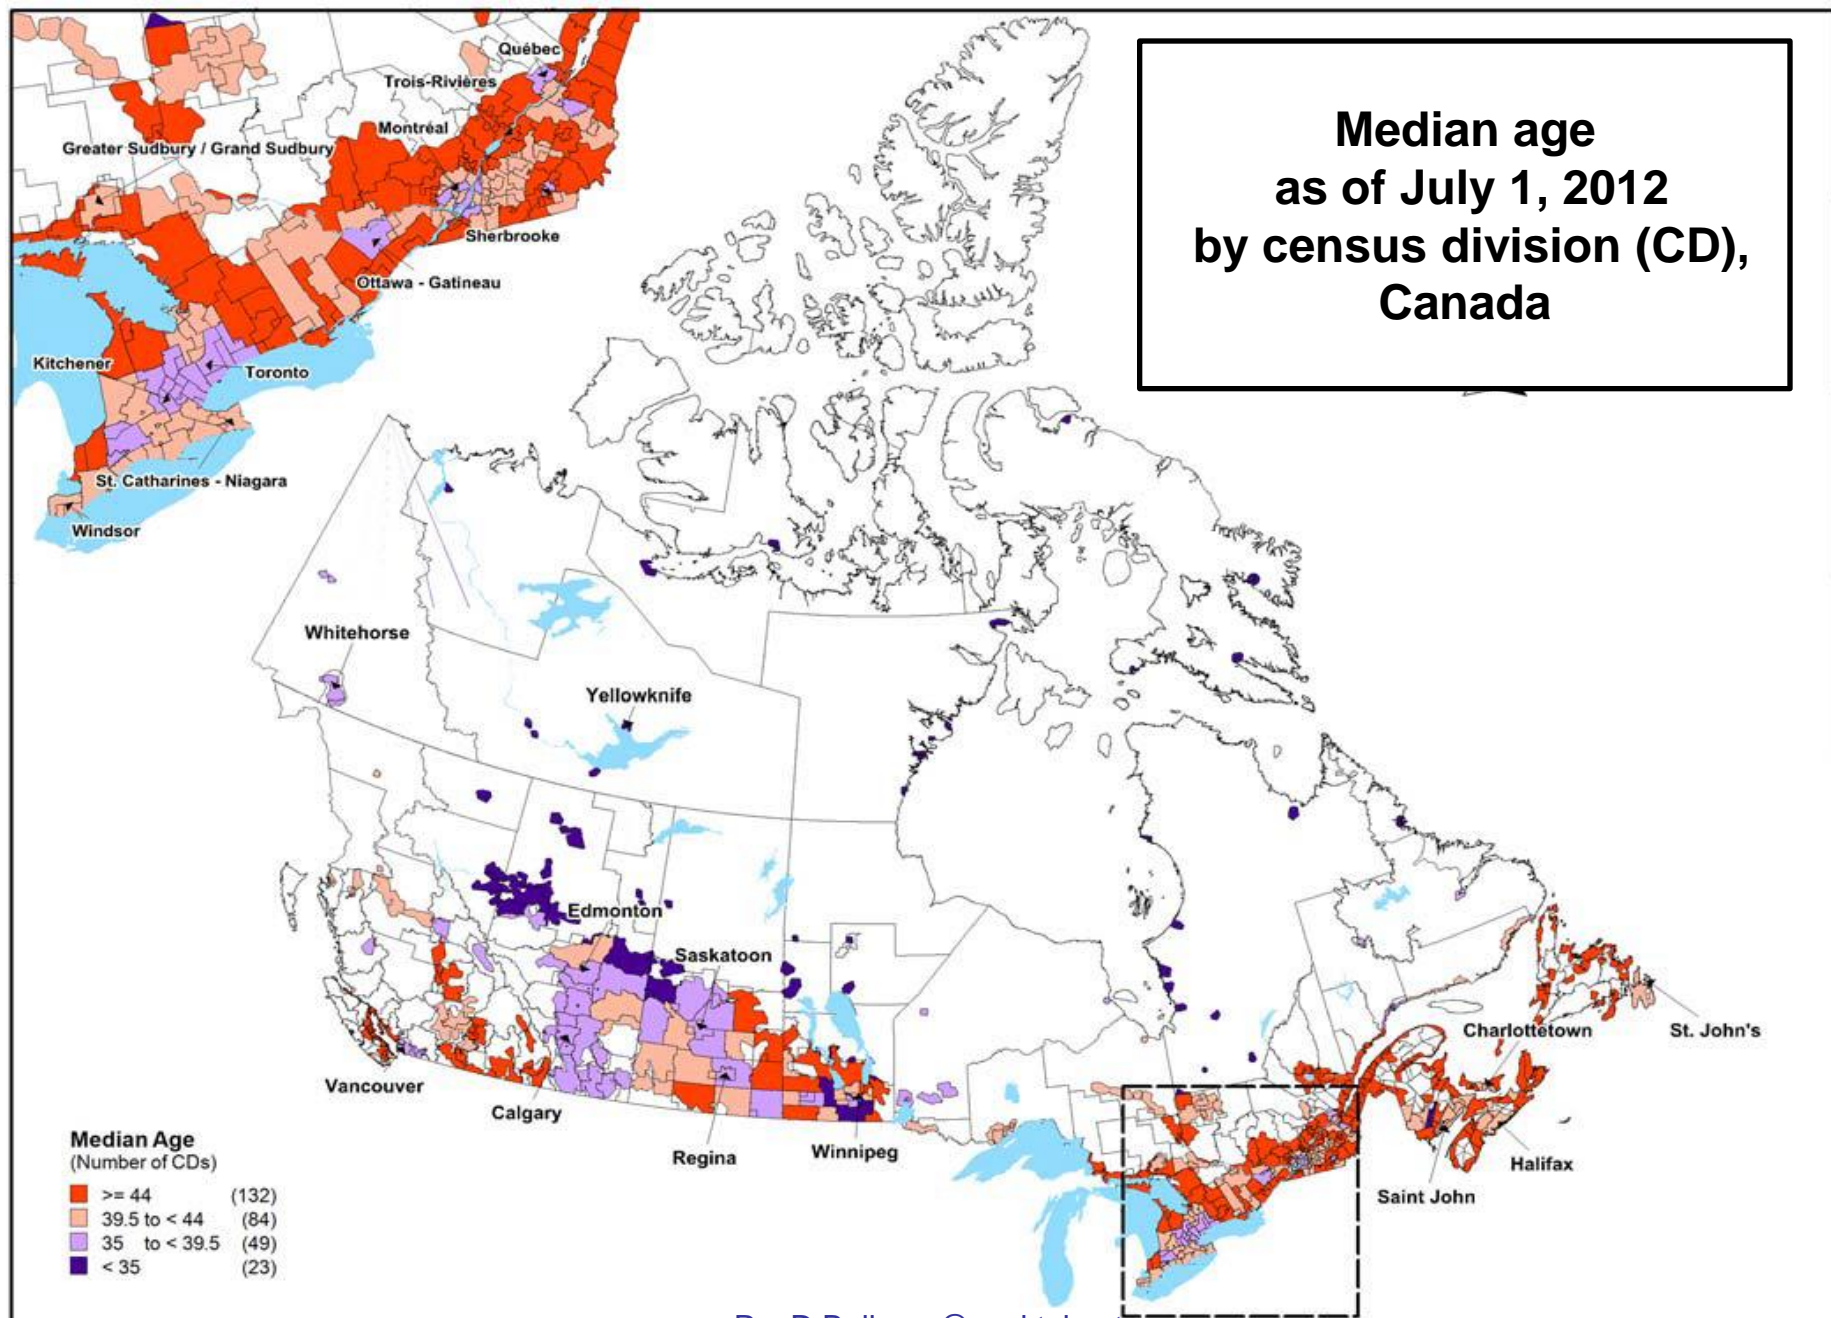 Median age
as of July 1, 2012
by census division (CD),
Canada
Québec
Trois-Rivières
Montréal
Greater Sudbury / Grand Sudbury
Sherbrooke
Ottawa - Gatineau
Kitchener
Toronto
St. Catharines - Niagara
Windsor
Whitehorse
Yellowknife
Edmonton
Saskatoon
Charlottetown
St. John's
Vancouver
Calgary
Regina
Winnipeg
Halifax
Saint John
Median Age
(Number of CDs)
>= 44 (132)
39.5 to < 44 (84)
35 to < 39.5 (49)
< 35 (23)